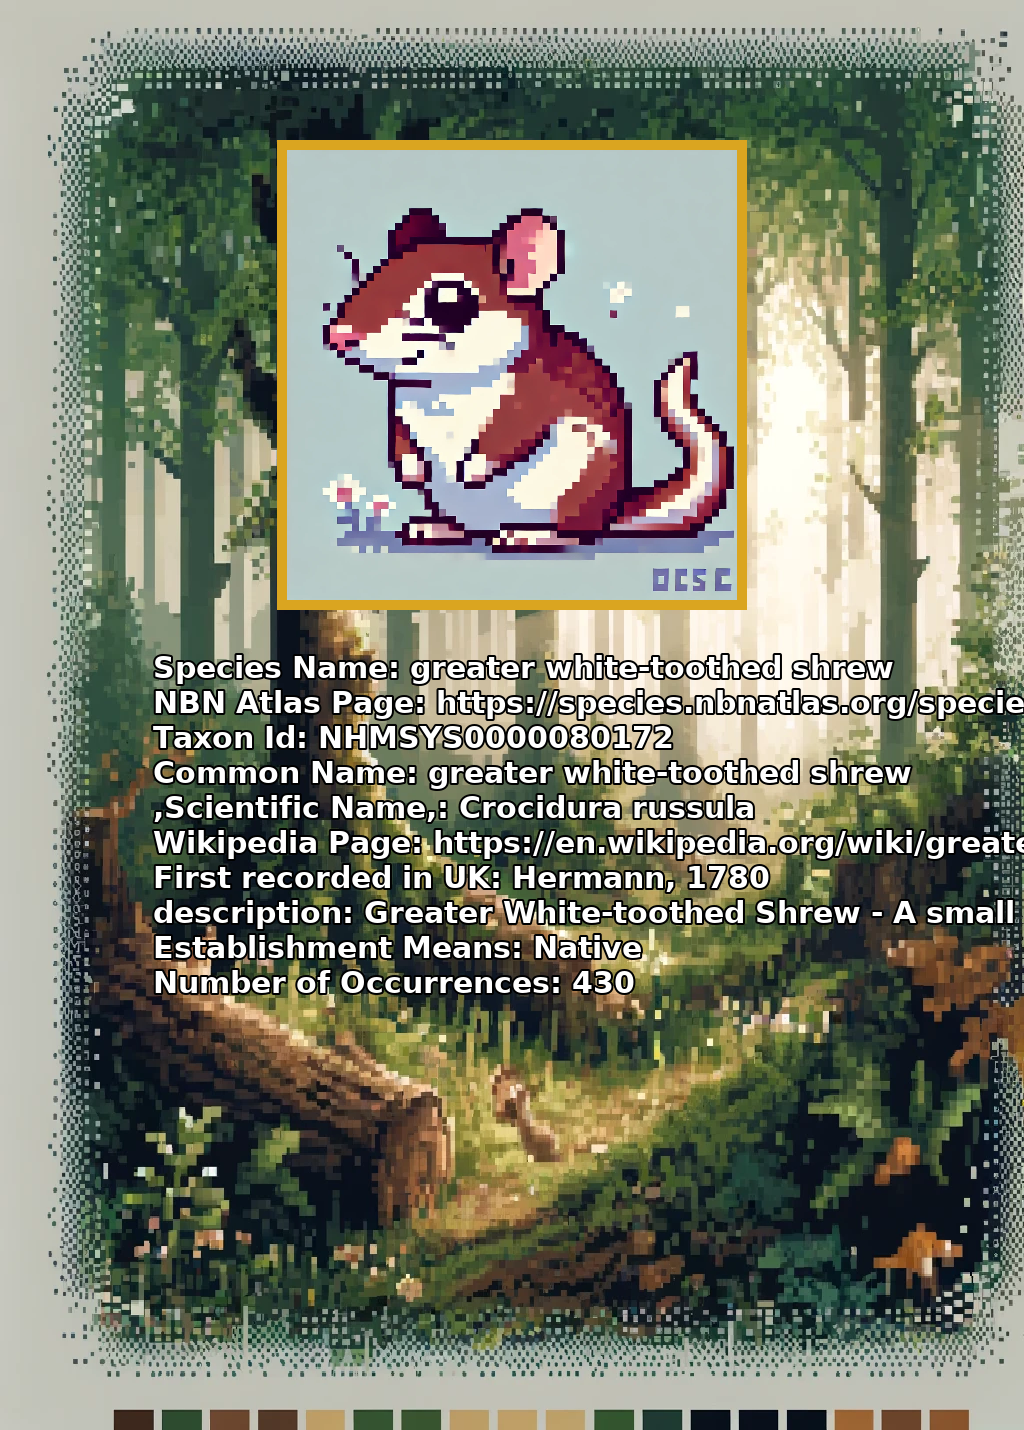 OCSC
Species Name: greater white-toothed shrew
NBN Atlas Page: https://species.nbnatlas.org/specie
Taxon Id: NHMSYS0000080172
Common Name: greater white-toothed shrew
,Scientific Name,: Crocidura russula
Wikipedia Page: https://en.wikipedia.org/wiki/greate
First recorded in UK: Hermann, 1780
description: Greater White-toothed Shrew - A small
Establishment Means: Native
Number of Occurrences: 430